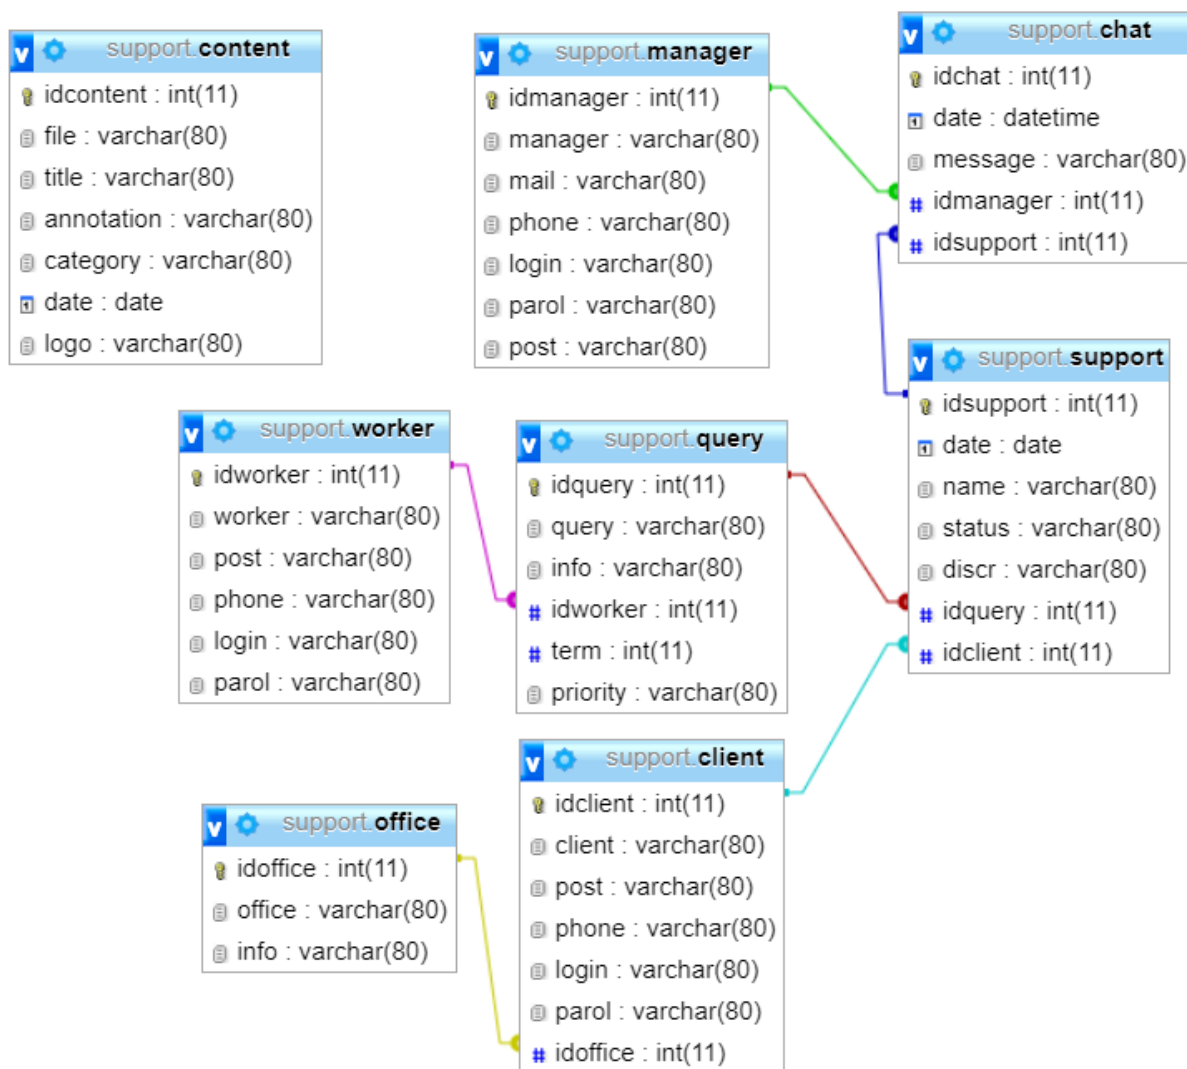 support.content
idcontent : int(11)
file : varchar(80)
title : varchar(80)
annotation : varchar(80)
category : varchar(80)
date : date
logo : varchar(80)
support.manager
idmanager : int(11)
manager : varchar(80)
mail : varchar(80)
phone : varchar(80)
login : varchar(80)
parol : varchar(80)
post : varchar(80)
support.chat
idchat : int(11)
date : datetime
message : varchar(80)
# idmanager : int(11)
# idsupport : int(11)
support.support
idsupport : int(11)
date : date
name : varchar(80)
status : varchar(80)
discr : varchar(80)
# idquery : int(11)
# idclient : int(11)
support.worker
idworker : int(11)
worker : varchar(80)
post : varchar(80)
phone : varchar(80)
login : varchar(80)
parol : varchar(80)
support.query
idquery : int(11)
query : varchar(80)
info : varchar(80)
# idworker : int(11)
# term : int(11)
priority : varchar(80)
support.office
idoffice : int(11)
office : varchar(80)
info : varchar(80)
support.client
idclient : int(11)
client : varchar(80)
post : varchar(80)
phone : varchar(80)
login : varchar(80)
parol : varchar(80)
# idoffice : int(11)